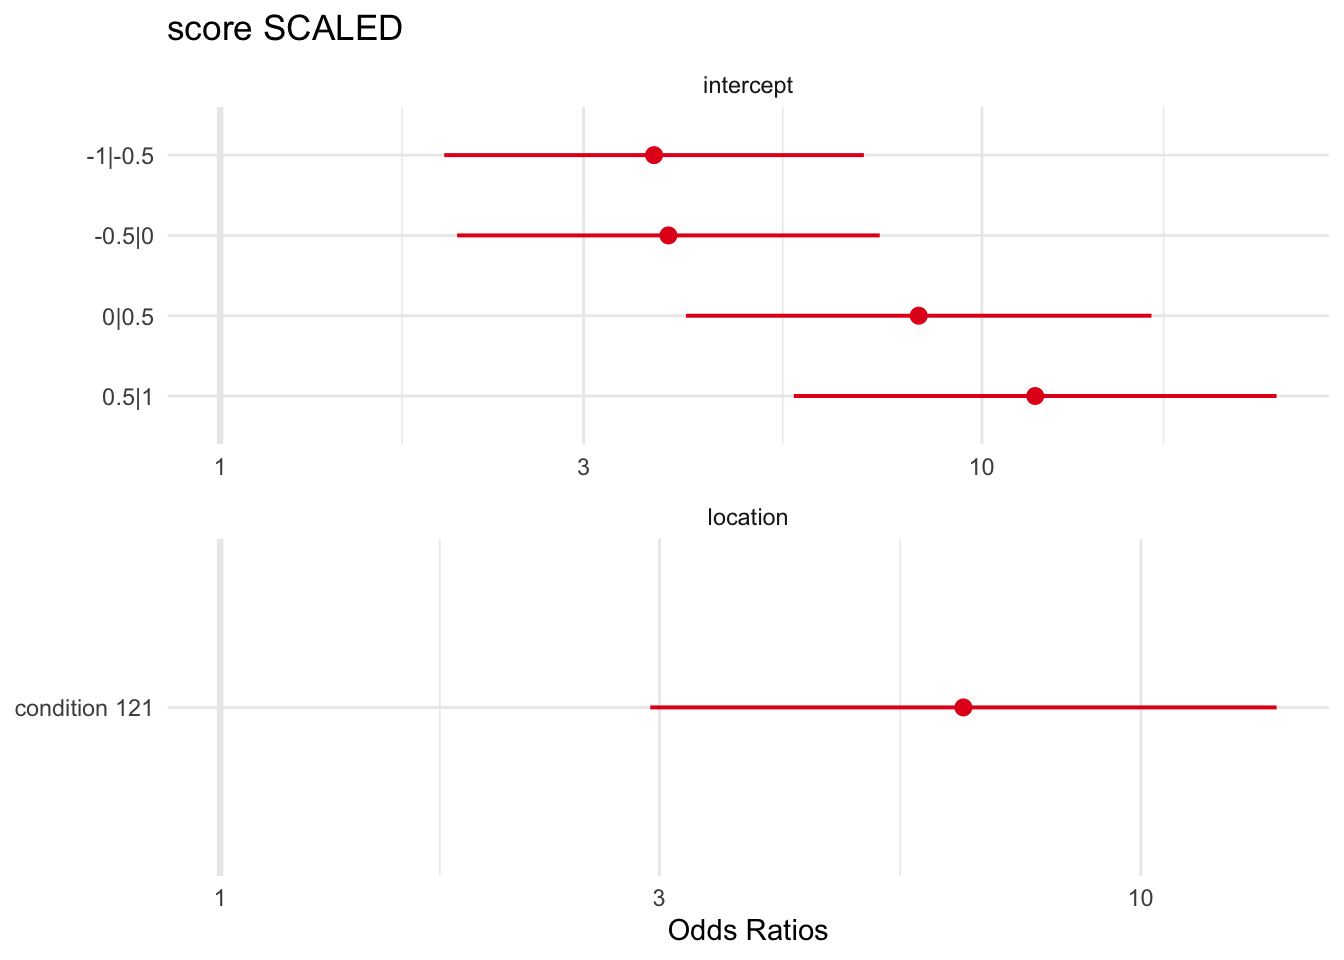 score SCALED
intercept
-1|-0.5
-0.5|0
0|0.5
0.5|1
1 3 10
location
condition 121
1 3 10
Odds Ratios